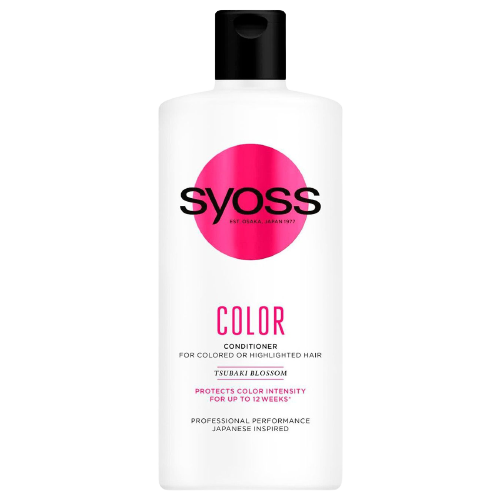 syoss
EST. OSAKA, JAPAN 1977
COLOR
CONDITIONER
FOR COLORED OR HIGHLIGHTED HAIR
TSUBAKI BLOSSOM
PROTECTS COLOR INTENSITY
FOR UP TO 12 WEEKS*
PROFESSIONAL PERFORMANCE
JAPANESE INSPIRED